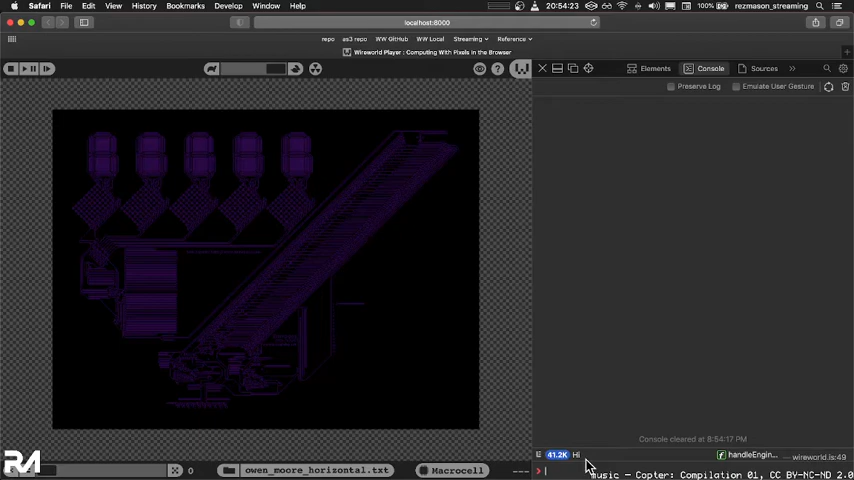 Safari File Edit View History Bookmarks Develop Window Help 20:54:23 100% rezmason_streaming
localhost:8000
repo as3 repo WW GitHub WW Local Streaming Reference
Wireworld Player : Computing With Pixels in the Browser
Elements Console Sources
Preserve Log Emulate User Gesture
Console cleared at 8:54:17 PM
41.2K Hi handleEngin... wireworld.js:49
music - Copter: Compilation 01, CC BY-NC-ND 2.0
RM 0 owen_moore_horizontal.txt Macrocell ---